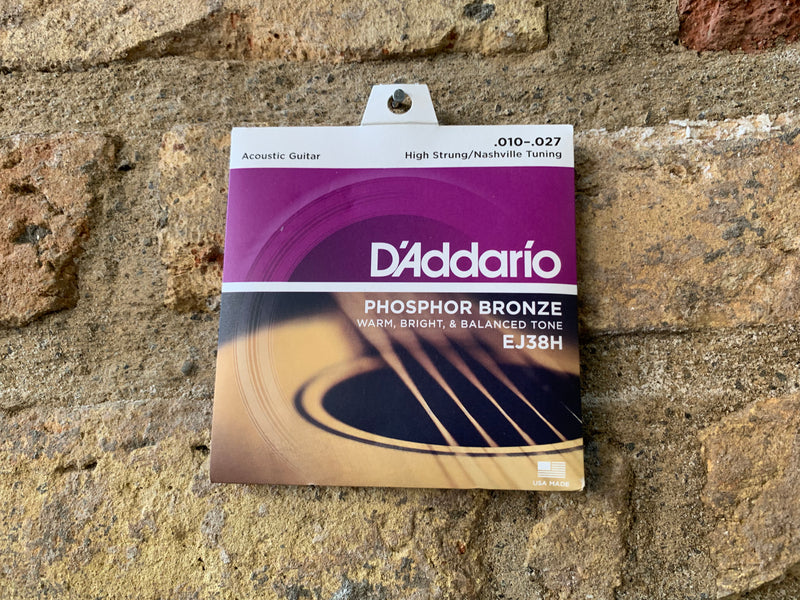 .010–.027
Acoustic Guitar
High Strung/Nashville Tuning
D'Addario
PHOSPHOR BRONZE
WARM, BRIGHT, & BALANCED TONE
EJ38H
USA MADE